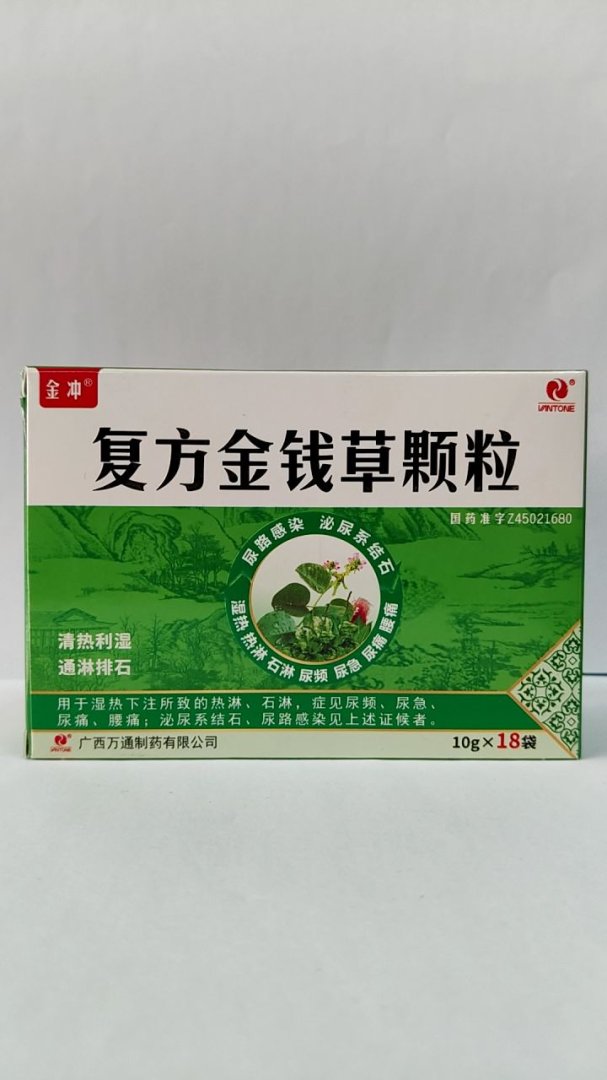 金冲®
VANTONE®
复方金钱草颗粒
国药准字Z45021680
尿路感染 泌尿系结石
湿热 热淋 石淋 尿频 尿急 尿痛 腰痛
清热利湿
通淋排石
用于湿热下注所致的热淋、石淋，症见尿频、尿急、
尿痛、腰痛；泌尿系结石、尿路感染见上述证候者。
VANTONE 广西万通制药有限公司
10g×18袋